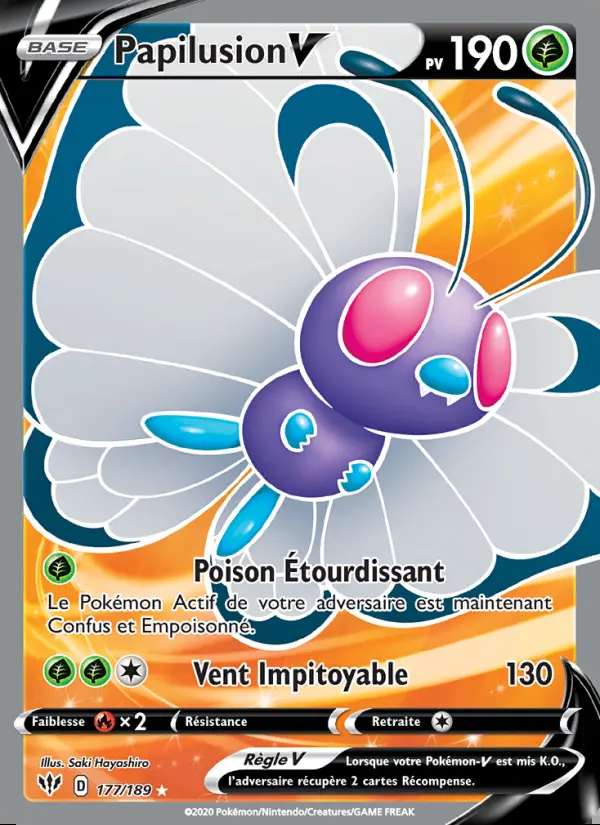 BASE Papilusion V PV 190
Poison Étourdissant
Le Pokémon Actif de votre adversaire est maintenant
Confus et Empoisonné.
Vent Impitoyable 130
Faiblesse ×2 Résistance Retraite
Illus. Saki Hayashiro
Règle V Lorsque votre Pokémon-V est mis K.O.,
l'adversaire récupère 2 cartes Récompense.
D 177/189
©2020 Pokémon/Nintendo/Creatures/GAME FREAK